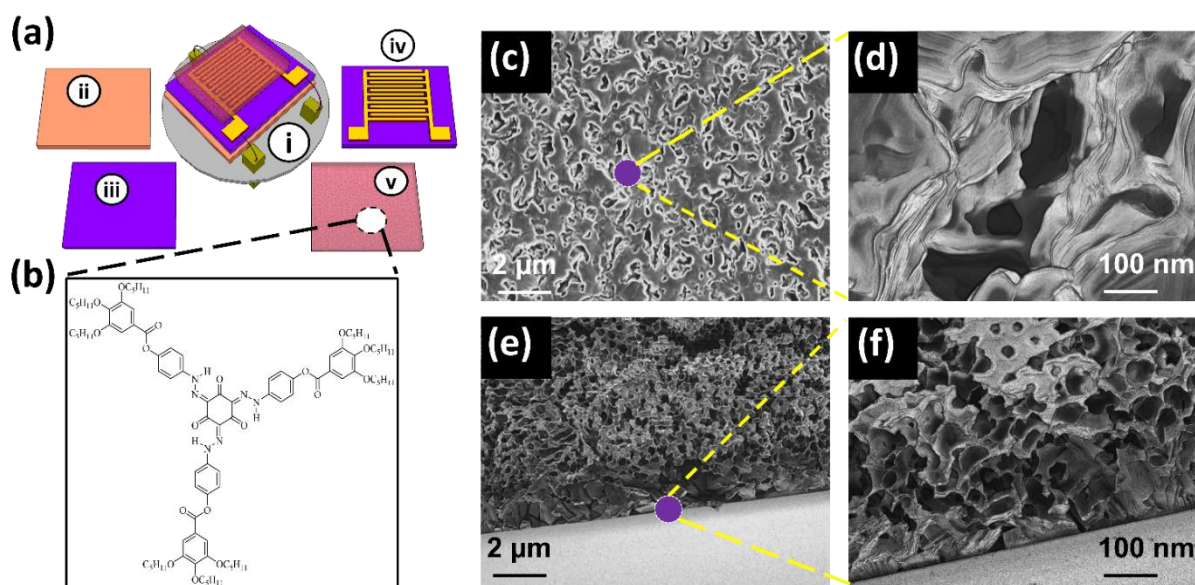 (a)
i
ii
iii
iv
v
(b)
OC₅H₁₁
C₅H₁₁O
C₅H₁₁O
O
O
N
H
N
O
O
O
N
N
H
O
O
OC₅H₁₁
OC₅H₁₁
OC₅H₁₁
H
N
N
O
O
C₅H₁₁O
OC₅H₁₁
OC₅H₁₁
(c)
2 µm
(d)
100 nm
(e)
2 µm
(f)
100 nm